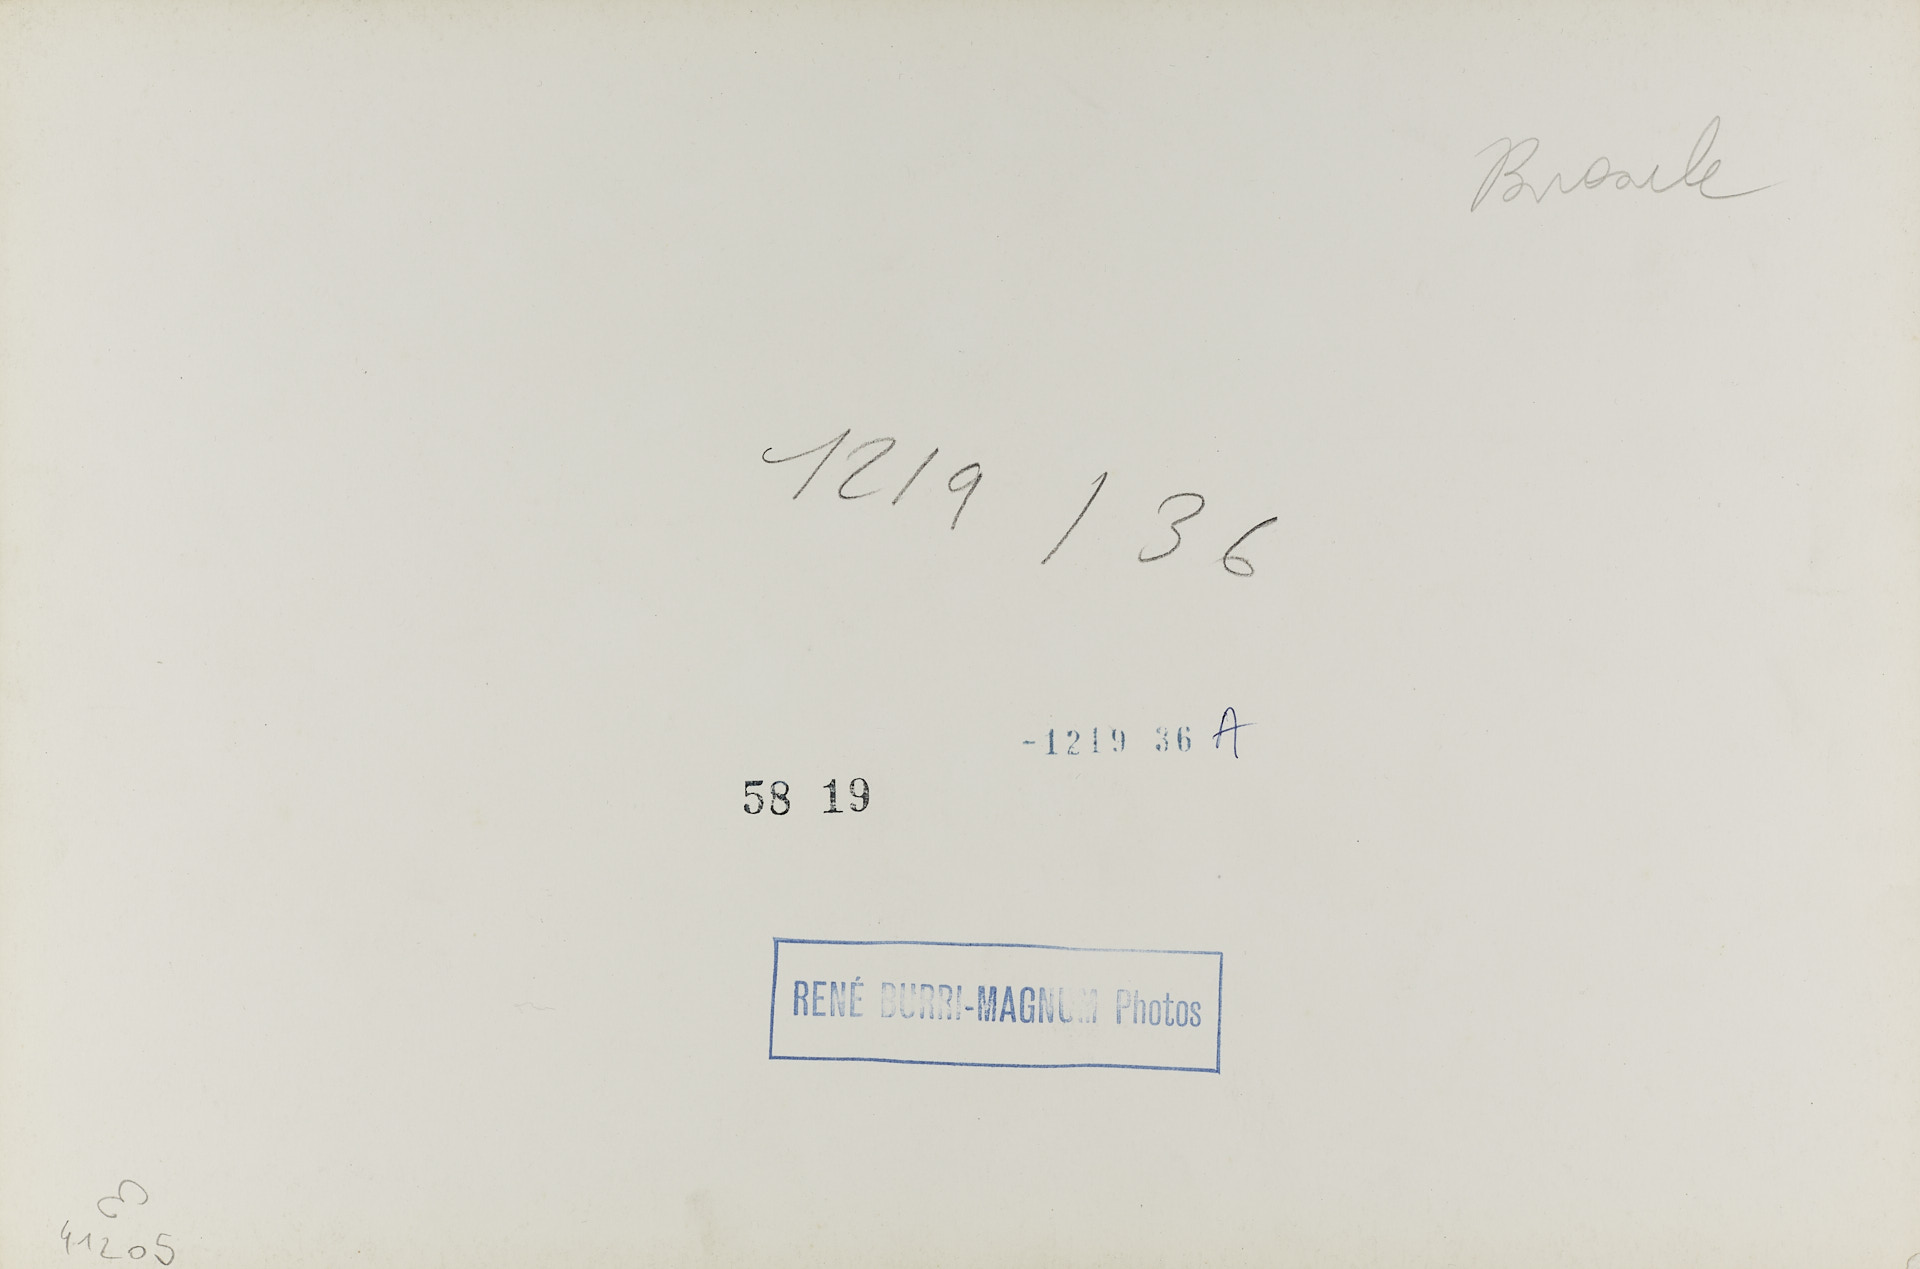 1219 / 36
-1219 36 A
58 19
RENÉ BURRI-MAGNUM Photos
41205